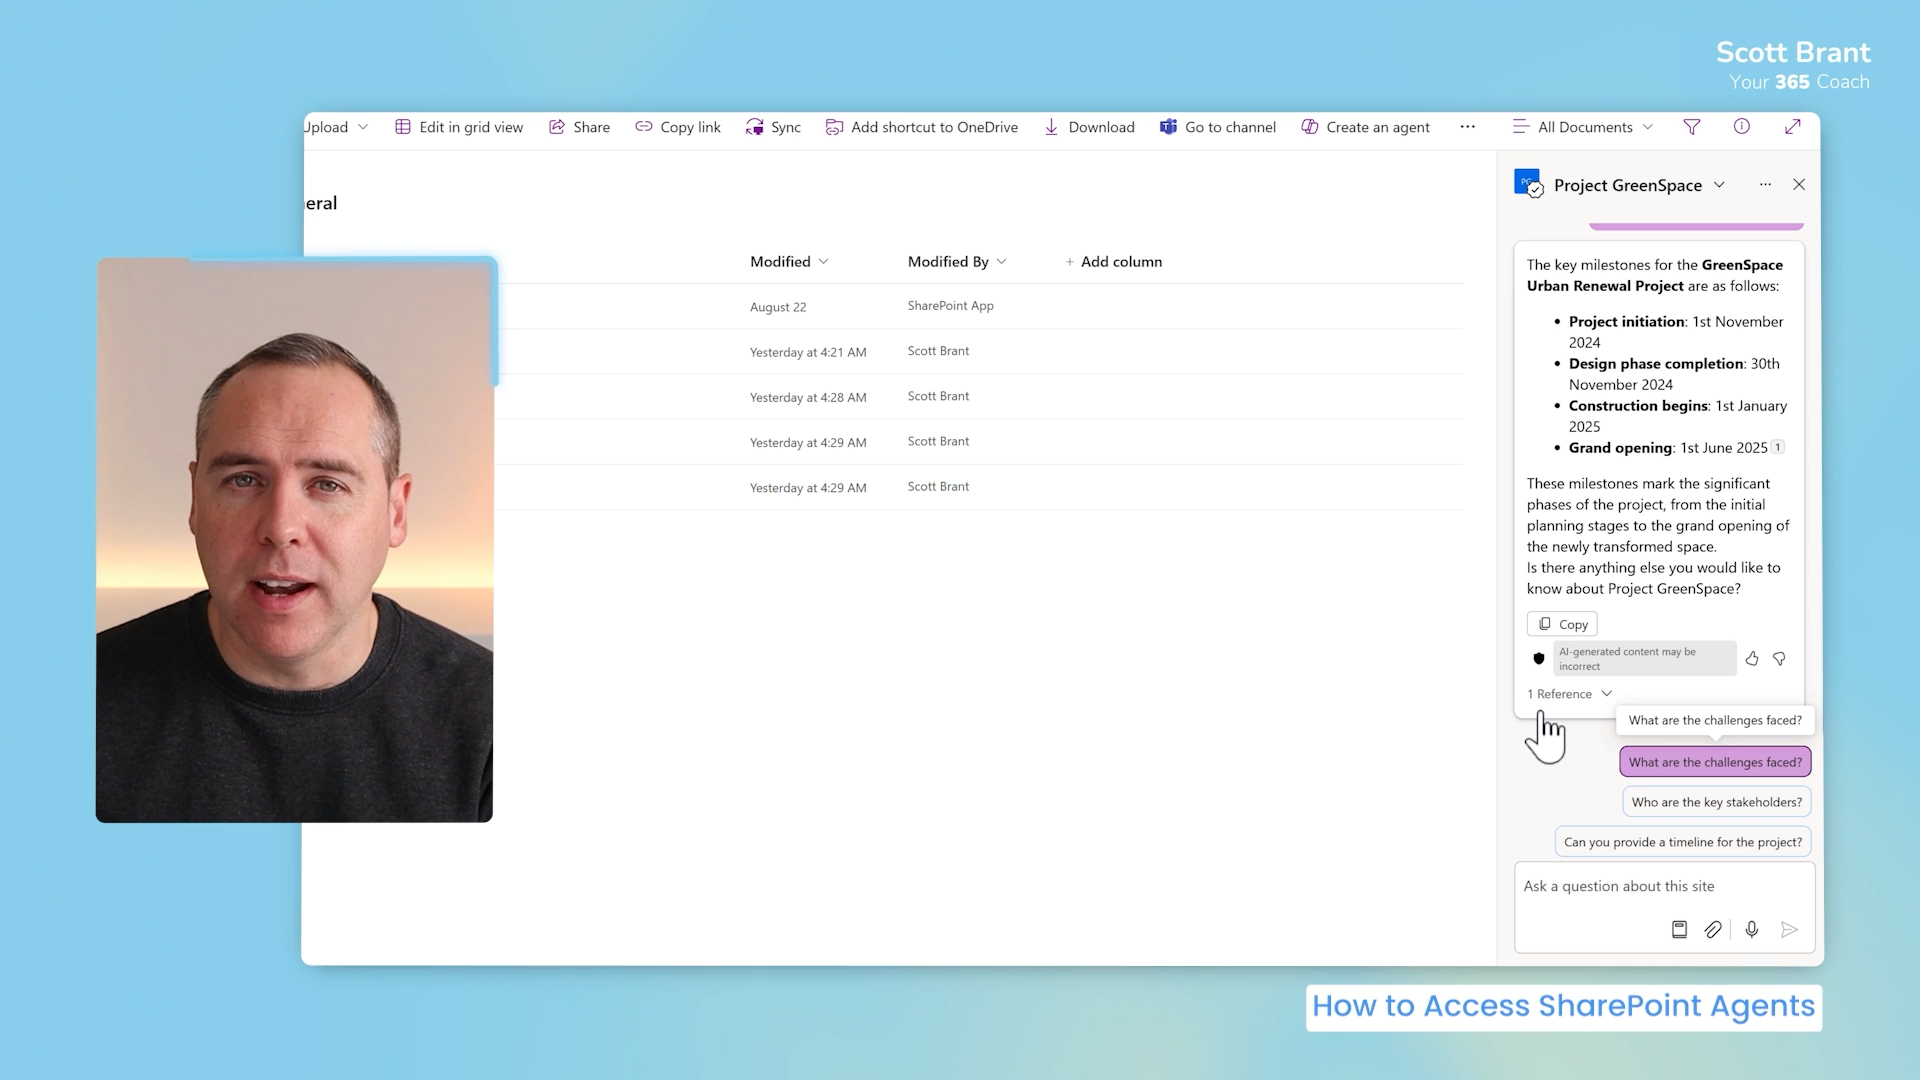 Scott Brant
Your 365 Coach
Upload
Edit in grid view
Share
Copy link
Sync
Add shortcut to OneDrive
Download
Go to channel
Create an agent
All Documents
eral
Modified
Modified By
+ Add column
August 22
SharePoint App
Yesterday at 4:21 AM
Scott Brant
Yesterday at 4:28 AM
Scott Brant
Yesterday at 4:29 AM
Scott Brant
Yesterday at 4:29 AM
Scott Brant
Project GreenSpace
The key milestones for the GreenSpace
Urban Renewal Project are as follows:
• Project initiation: 1st November
2024
• Design phase completion: 30th
November 2024
• Construction begins: 1st January
2025
• Grand opening: 1st June 2025 1
These milestones mark the significant
phases of the project, from the initial
planning stages to the grand opening of
the newly transformed space.
Is there anything else you would like to
know about Project GreenSpace?
Copy
AI-generated content may be
incorrect
1 Reference
What are the challenges faced?
What are the challenges faced?
Who are the key stakeholders?
Can you provide a timeline for the project?
Ask a question about this site
How to Access SharePoint Agents